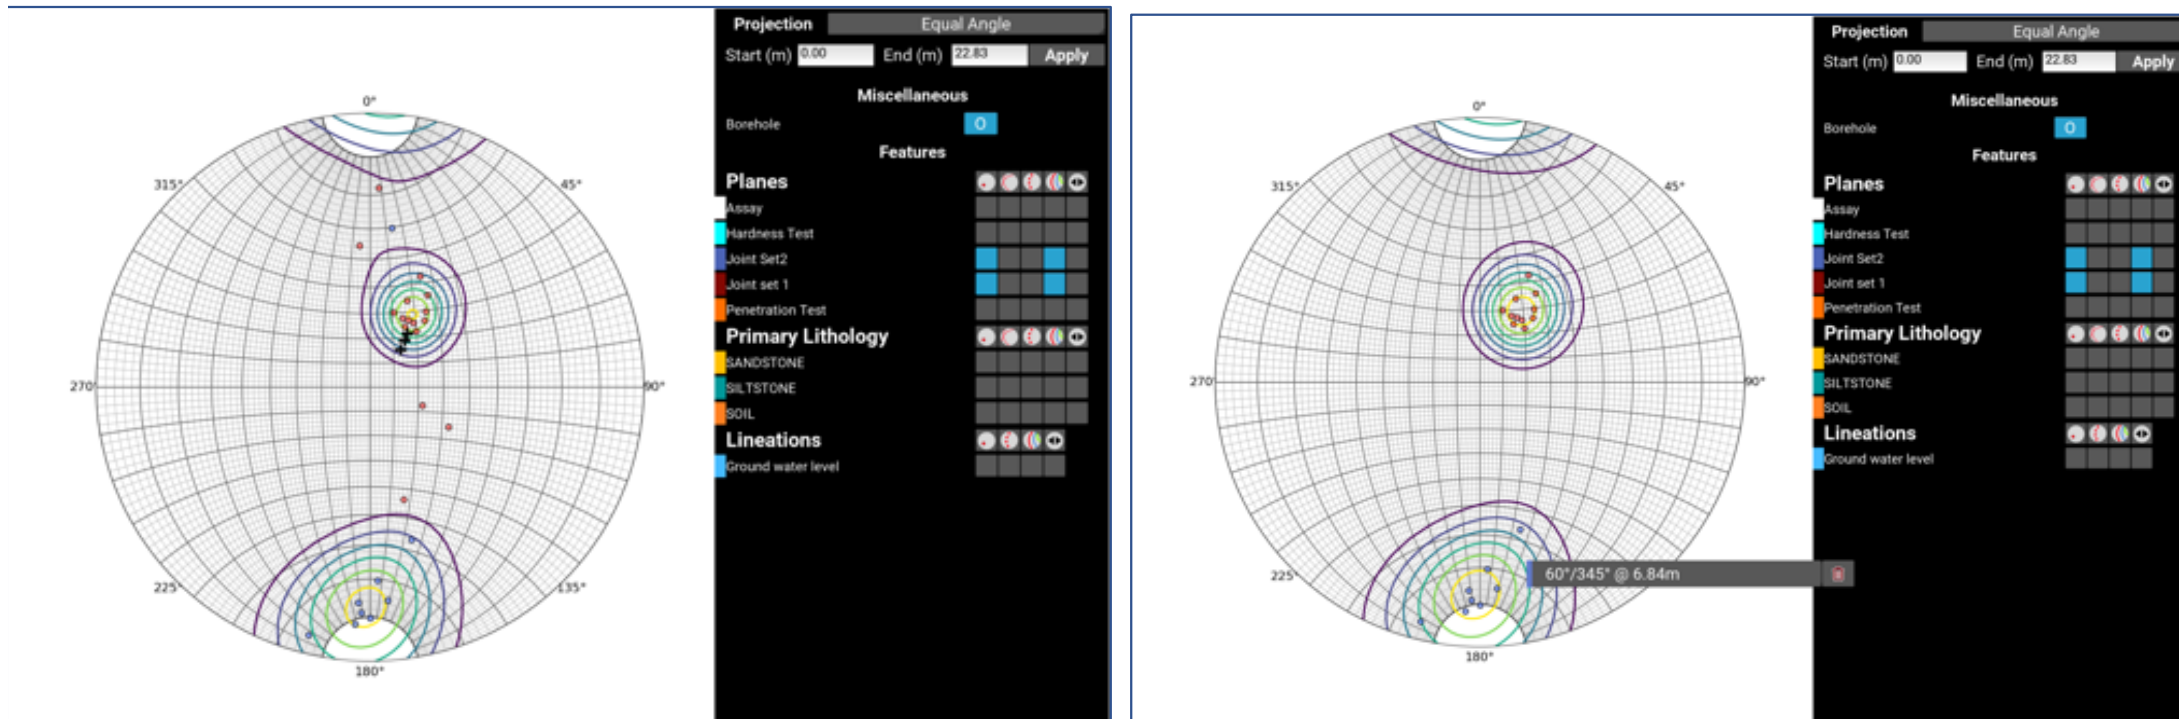 0°
315°
45°
270°
90°
225°
135°
180°
Projection Equal Angle
Start (m) 0.00 End (m) 22.83 Apply
Miscellaneous
Borehole O
Features
Planes
Assay
Hardness Test
Joint Set2
Joint set 1
Penetration Test
Primary Lithology
SANDSTONE
SILTSTONE
SOIL
Lineations
Ground water level
0°
315°
45°
270°
90°
225°
60°/345° @ 6.84m
180°
Projection Equal Angle
Start (m) 0.00 End (m) 22.83 Apply
Miscellaneous
Borehole O
Features
Planes
Assay
Hardness Test
Joint Set2
Joint set 1
Penetration Test
Primary Lithology
SANDSTONE
SILTSTONE
SOIL
Lineations
Ground water level